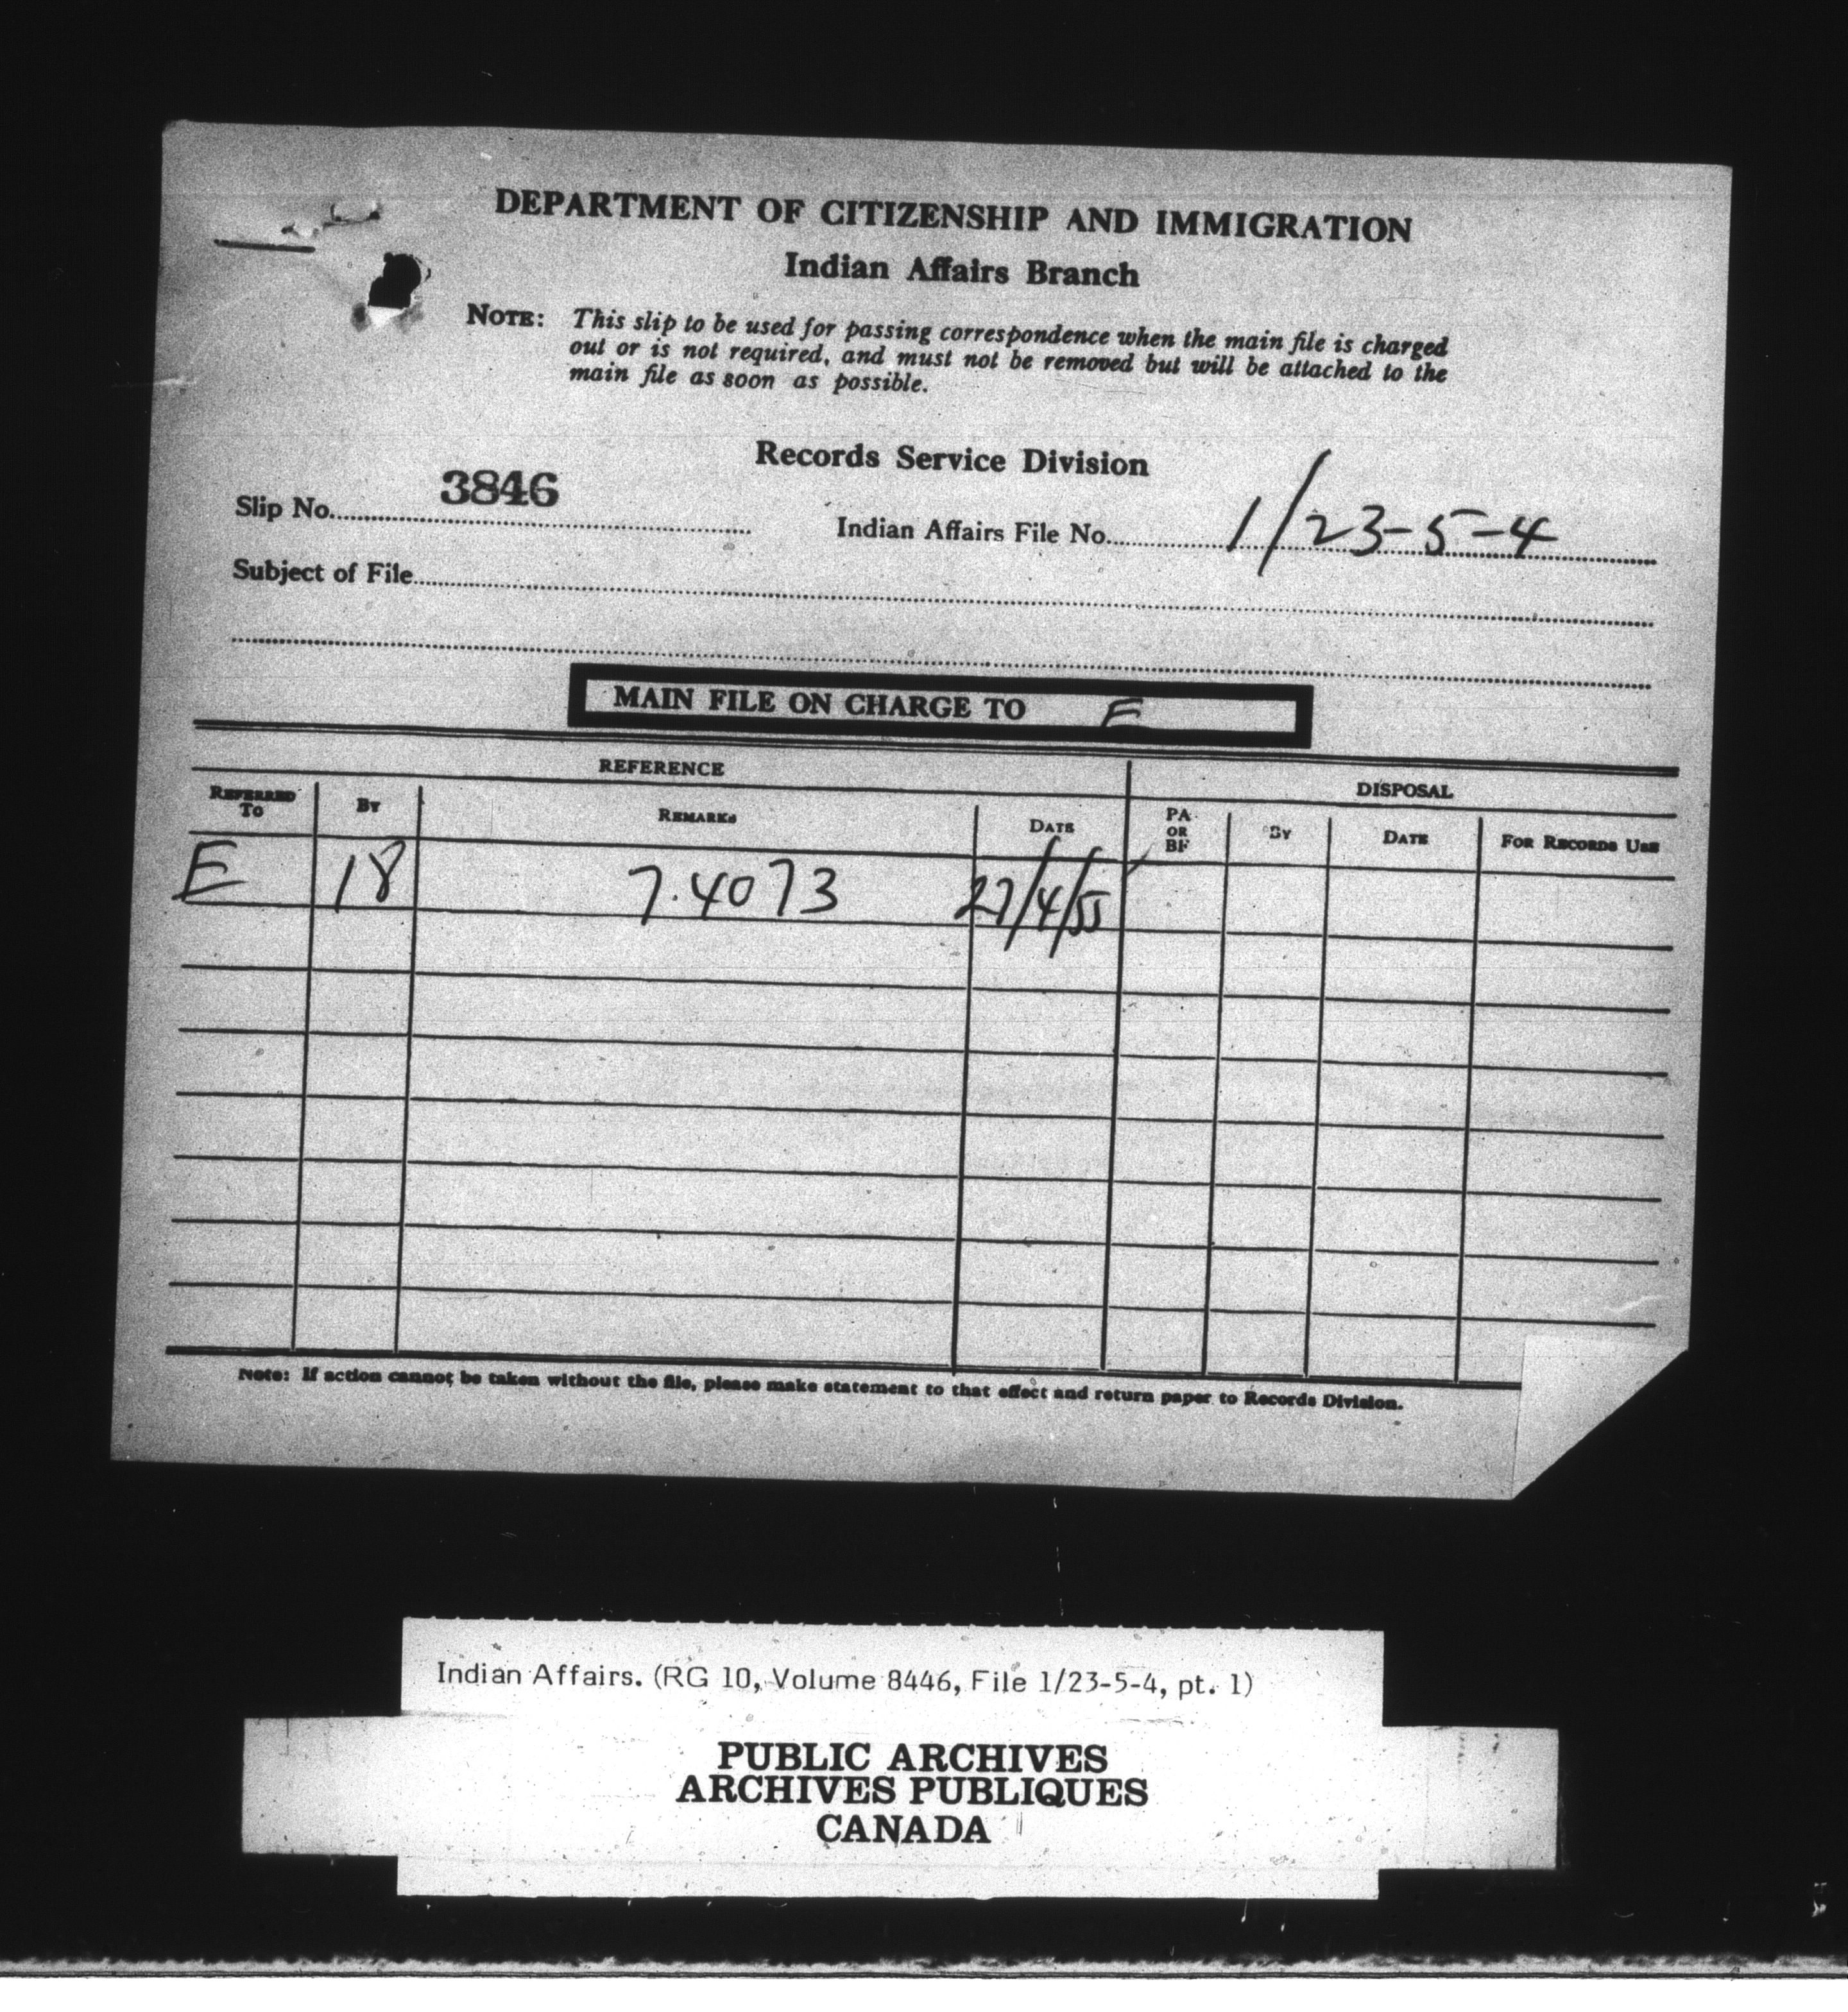 DEPARTMENT OF CITIZENSHIP AND IMMIGRATION
Indian Affairs Branch
NOTE: This slip to be used for passing correspondence when the main file is charged
out or is not required, and must not be removed but will be attached to the
main file as soon as possible.
Records Service Division
Slip No. 3846 Indian Affairs File No. 1/23-5-4
Subject of File
MAIN FILE ON CHARGE TO E
REFERENCE DISPOSAL
REFERRED TO BY REMARKS DATE PA OR BF BY DATE FOR RECORDS USE
E 18 7.4073 27/4/55
Note: If action cannot be taken without the file, please make statement to that effect and return paper to Records Division.
Indian Affairs. (RG 10, Volume 8446, File 1/23-5-4, pt. 1)
PUBLIC ARCHIVES
ARCHIVES PUBLIQUES
CANADA